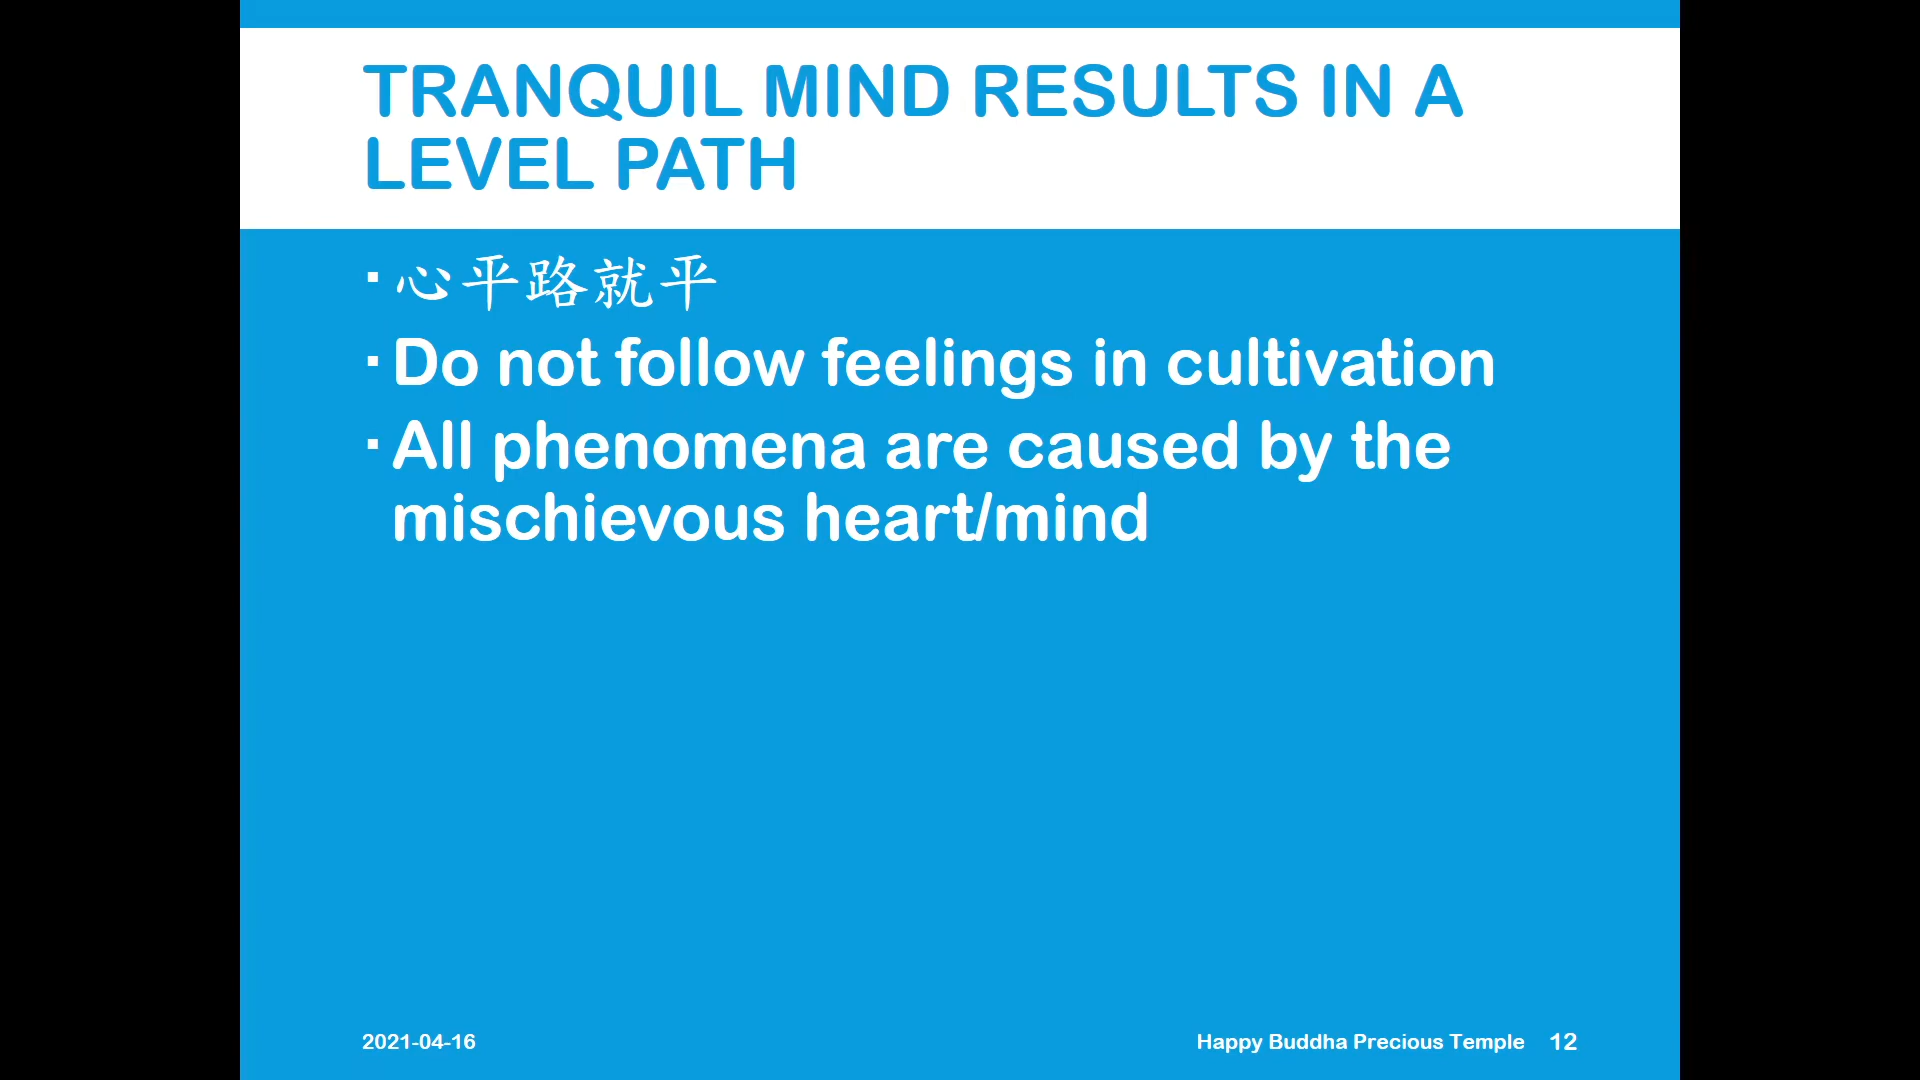 TRANQUIL MIND RESULTS IN A
LEVEL PATH
▪ 心平路就平
▪ Do not follow feelings in cultivation
▪ All phenomena are caused by the
mischievous heart/mind
2021-04-16
Happy Buddha Precious Temple 12